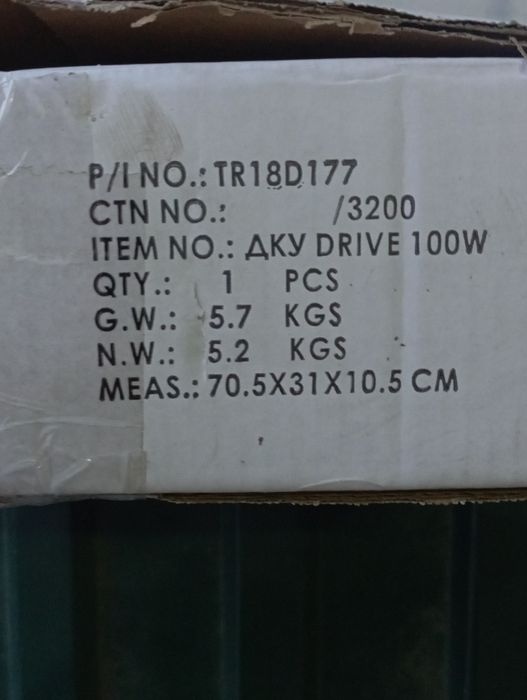 P/I NO.: TR18D177
CTN NO.: /3200
ITEM NO.: ДКУ DRIVE 100W
QTY.: 1 PCS
G.W.: 5.7 KGS
N.W.: 5.2 KGS
MEAS.: 70.5X31X10.5 CM